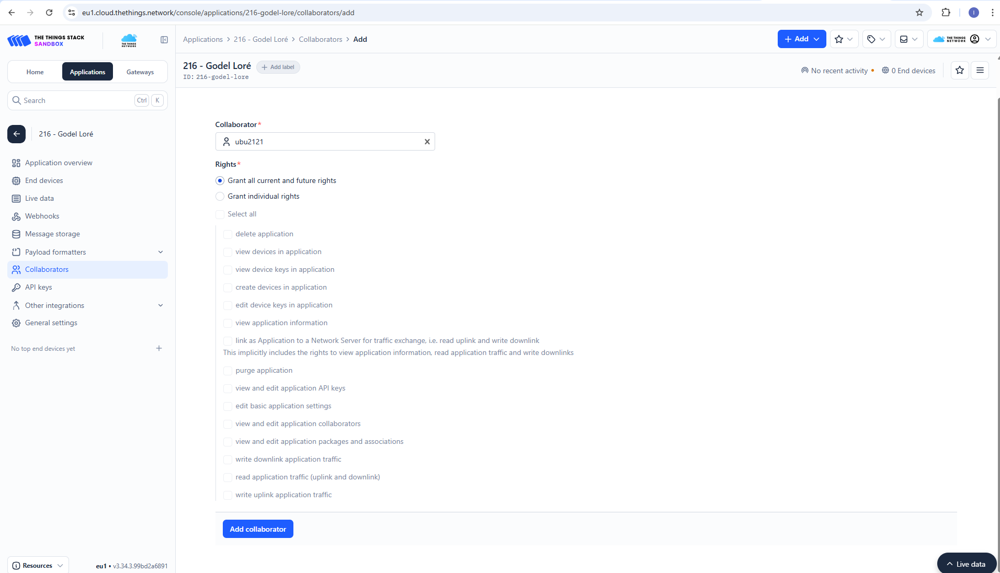 eu1.cloud.thethings.network/console/applications/216-godel-lore/collaborators/add
I
THE THINGS STACK
SANDBOX
THE THINGS
NETWORK
Applications > 216 - Godel Loré > Collaborators > Add
+ Add
THE THINGS
NETWORK
Home
Applications
Gateways
216 - Godel Loré
+ Add label
ID: 216-godel-lore
No recent activity
0 End devices
Search
Ctrl
K
216 - Godel Loré
Application overview
End devices
Live data
Webhooks
Message storage
Payload formatters
Collaborators
API keys
Other integrations
General settings
No top end devices yet
Collaborator*
ubu2121
Rights*
Grant all current and future rights
Grant individual rights
Select all
delete application
view devices in application
view device keys in application
create devices in application
edit device keys in application
view application information
link as Application to a Network Server for traffic exchange, i.e. read uplink and write downlink
This implicitly includes the rights to view application information, read application traffic and write downlinks
purge application
view and edit application API keys
edit basic application settings
view and edit application collaborators
view and edit application packages and associations
write downlink application traffic
read application traffic (uplink and downlink)
write uplink application traffic
Add collaborator
Resources
eu1 • v3.34.3.99bd2a6891
Live data